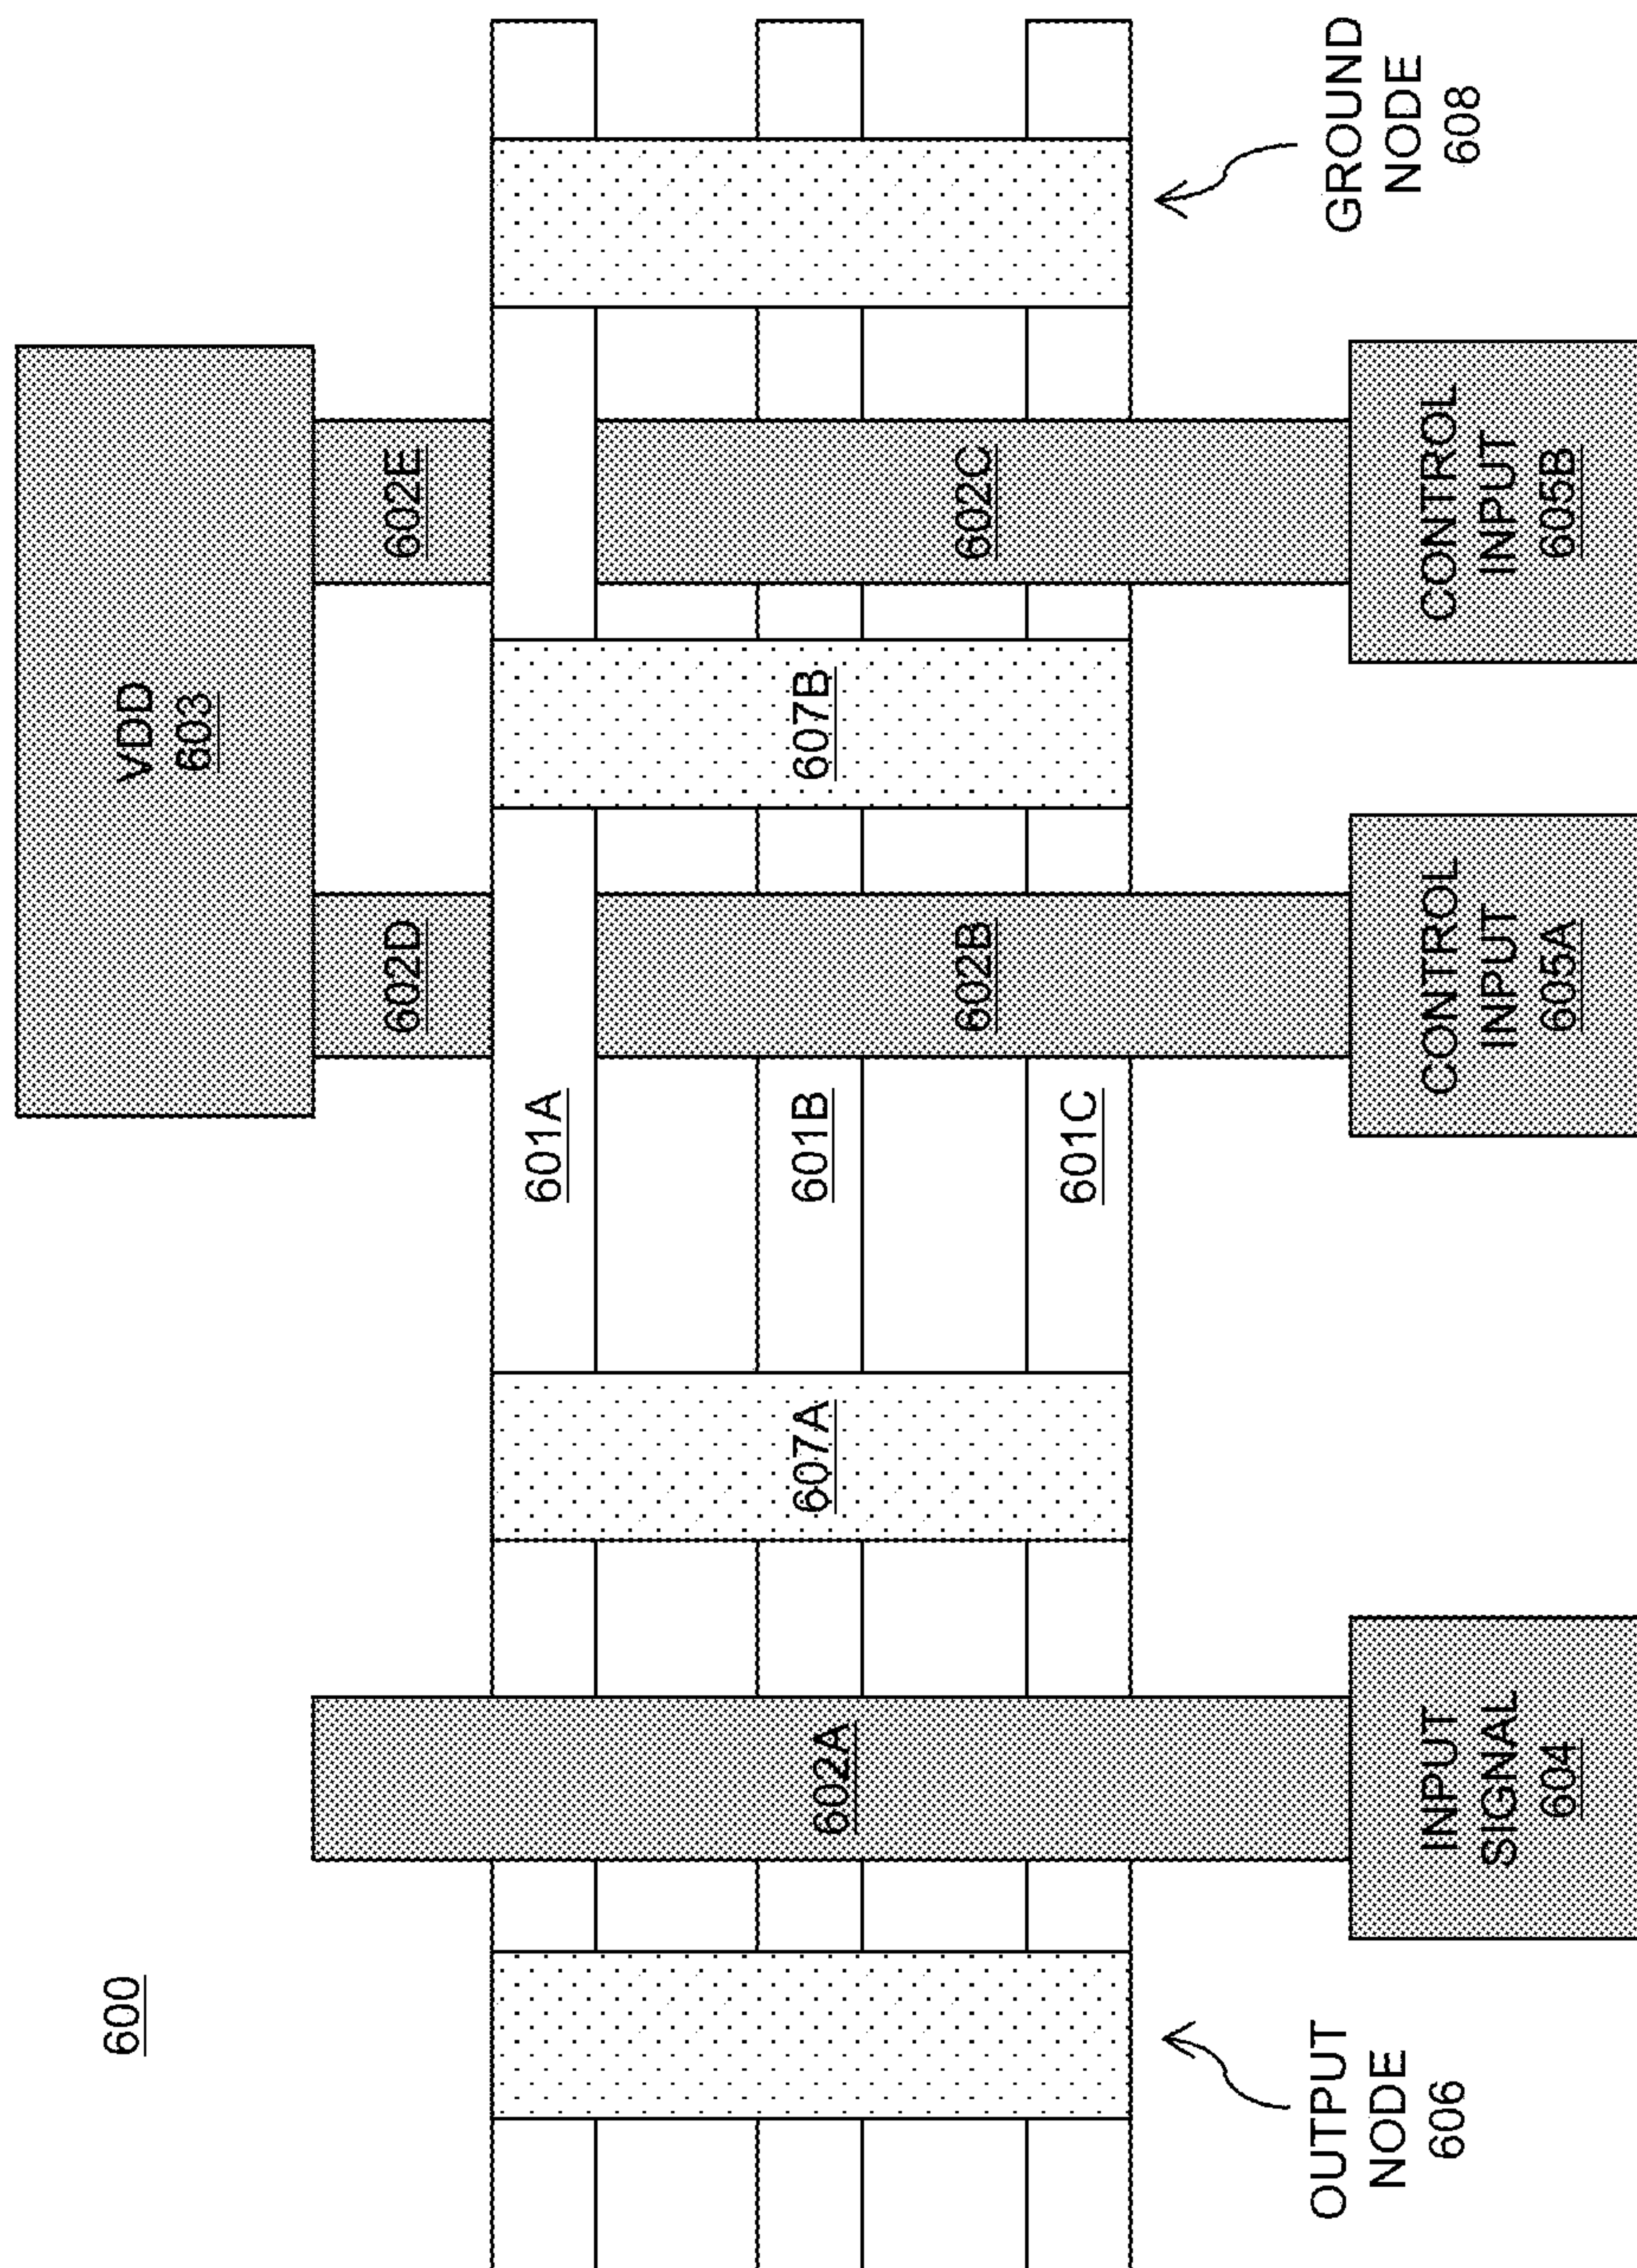 600
VDD
603
602D
602E
601A
601B
601C
602A
607A
602B
607B
602C
OUTPUT
NODE
606
INPUT
SIGNAL
604
CONTROL
INPUT
605A
CONTROL
INPUT
605B
GROUND
NODE
608